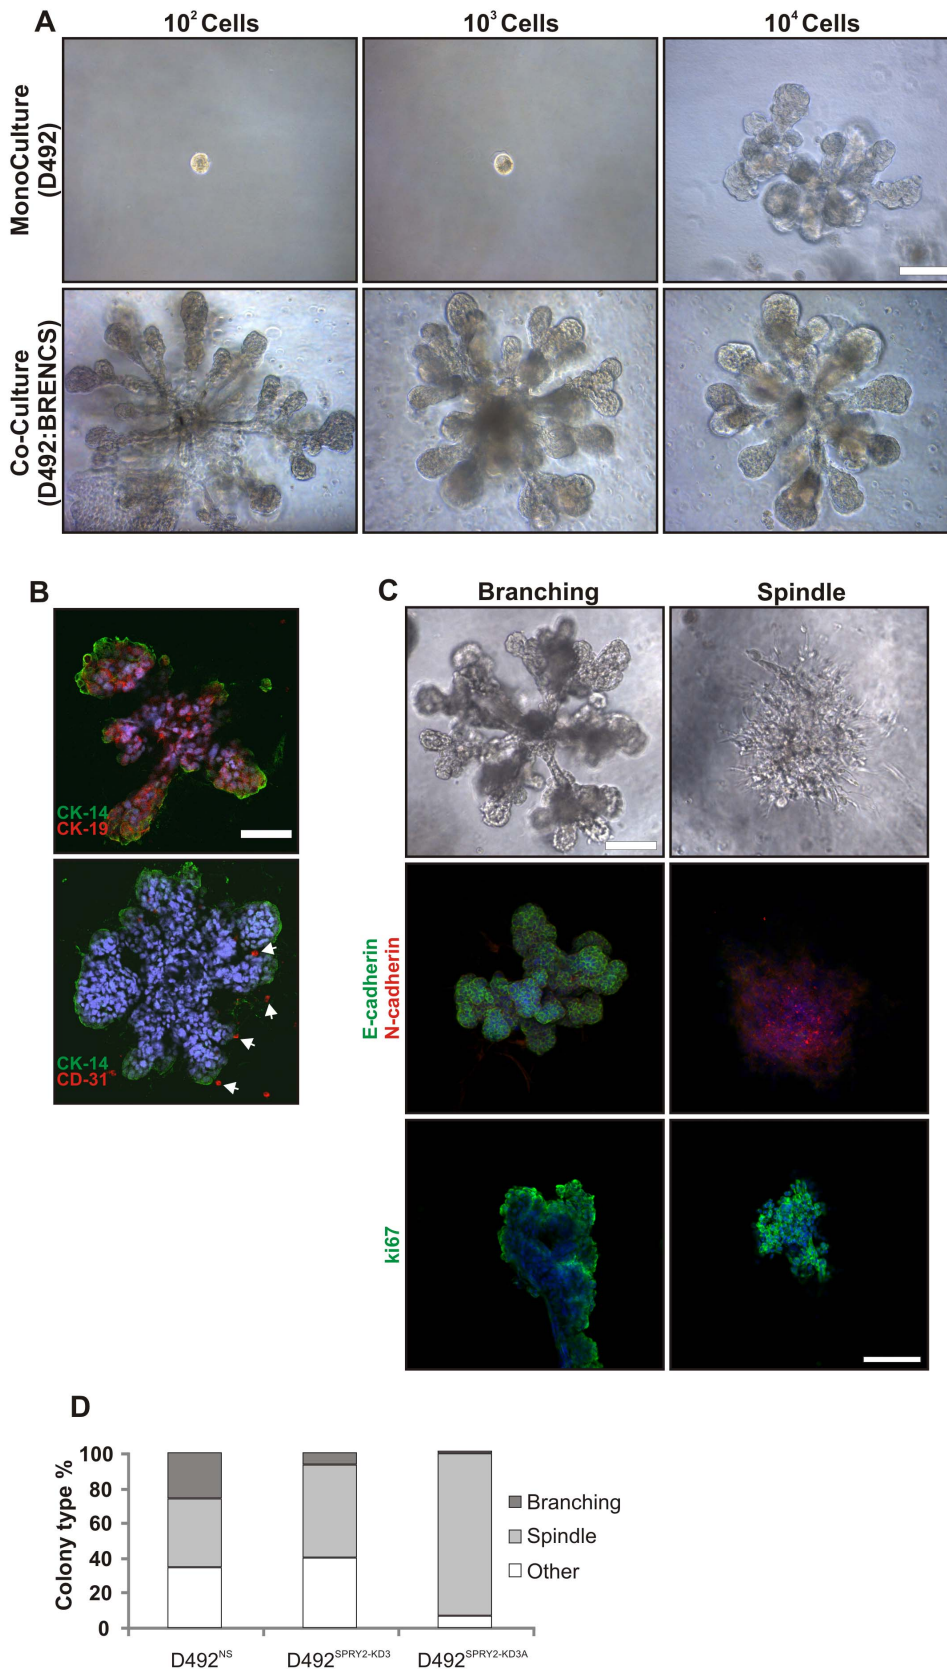 A
10² Cells
10³ Cells
10⁴ Cells
MonoCulture
(D492)
Co-Culture
(D492:BRENCS)
B
CK-14
CK-19
CK-14
CD-31
C
Branching
Spindle
E-cadherin
N-cadherin
ki67
D
Colony type %
100
80
60
40
20
0
D492ᴺˢ
D492SPRY2-KD3
D492SPRY2-KD3A
Branching
Spindle
Other